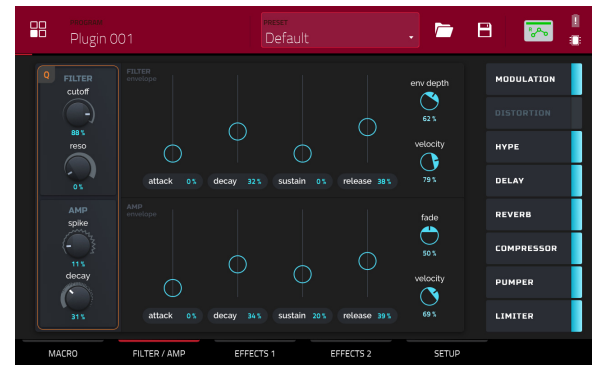 PROGRAM
Plugin 001
PRESET
Default
Q
FILTER
cutoff
88 %
reso
0 %
AMP
spike
11 %
decay
31 %
FILTER
envelope
attack 0 %
decay 32 %
sustain 0 %
release 38 %
env depth
62 %
velocity
79 %
AMP
envelope
attack 0 %
decay 34 %
sustain 20 %
release 39 %
fade
50 %
velocity
69 %
MODULATION
DISTORTION
HYPE
DELAY
REVERB
COMPRESSOR
PUMPER
LIMITER
MACRO
FILTER / AMP
EFFECTS 1
EFFECTS 2
SETUP